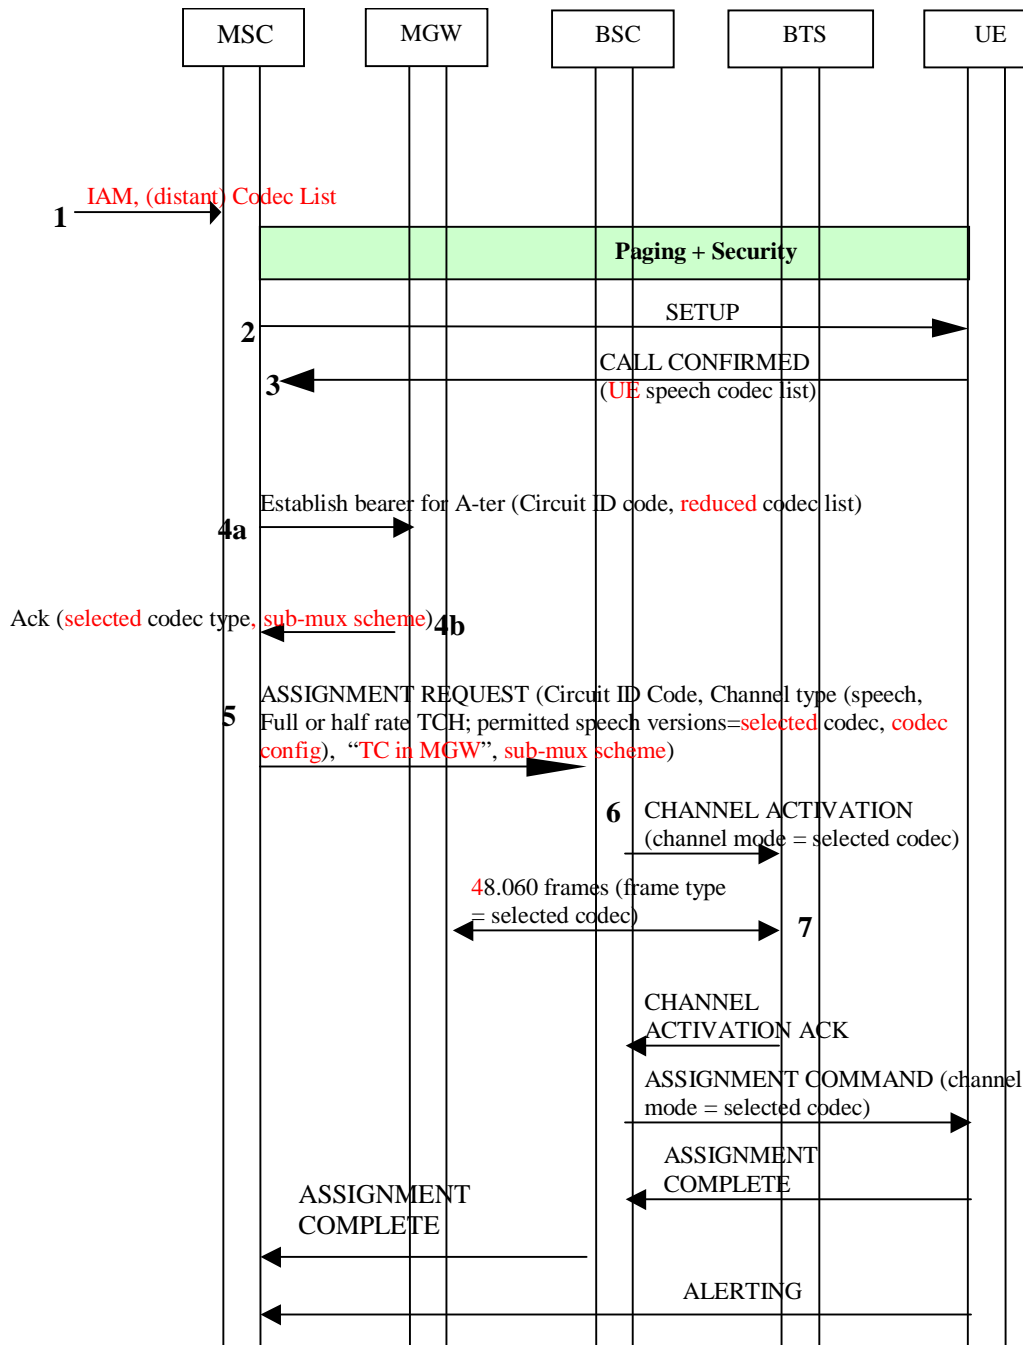 MSC
MGW
BSC
BTS
UE
IAM, (distant) Codec List
1
Paging + Security
SETUP
2
CALL CONFIRMED
(UE speech codec list)
3
Establish bearer for A-ter (Circuit ID code, reduced codec list)
4a
Ack (selected codec type, sub-mux scheme)
4b
ASSIGNMENT REQUEST (Circuit ID Code, Channel type (speech,
Full or half rate TCH; permitted speech versions=selected codec, codec
config), “TC in MGW”, sub-mux scheme)
5
6
CHANNEL ACTIVATION
(channel mode = selected codec)
48.060 frames (frame type
= selected codec)
7
CHANNEL
ACTIVATION ACK
ASSIGNMENT COMMAND (channel
mode = selected codec)
ASSIGNMENT
COMPLETE
ASSIGNMENT
COMPLETE
ALERTING